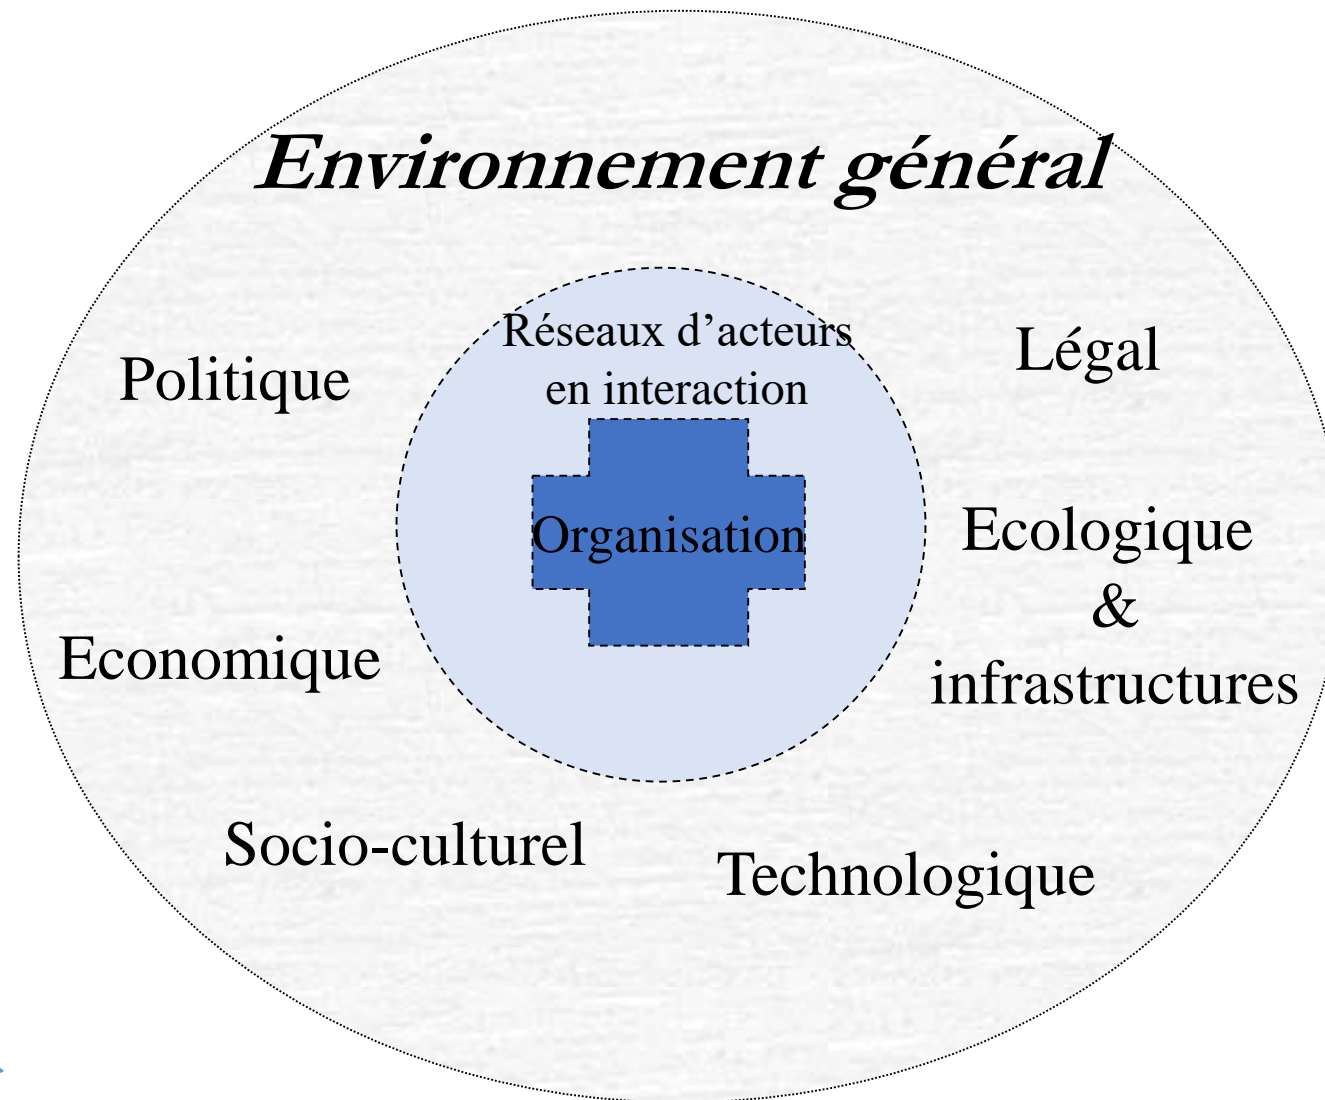 Environnement général
Réseaux d’acteurs
en interaction
Légal
Politique
Organisation
Ecologique
&
infrastructures
Economique
Socio-culturel
Technologique